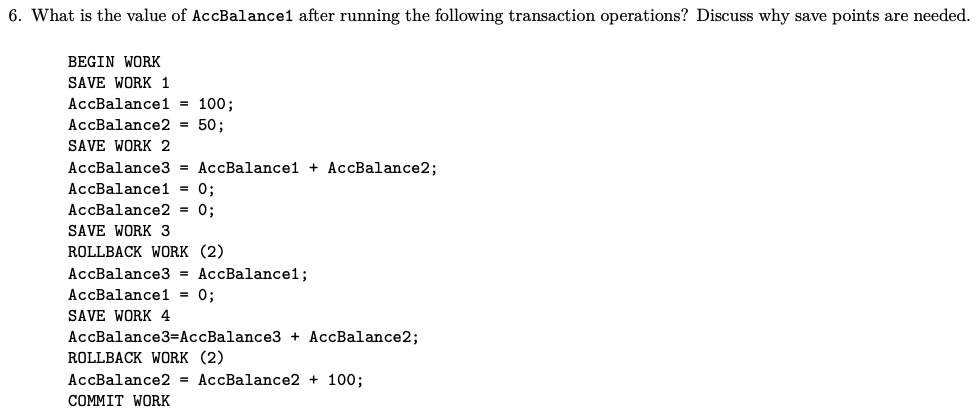 6. What is the value of AccBalance1 after running the following transaction operations? Discuss why save points are needed.
BEGIN WORK
SAVE WORK 1
AccBalance1 = 100;
AccBalance2 = 50;
SAVE WORK 2
AccBalance3 = AccBalance1 + AccBalance2;
AccBalance1 = 0;
AccBalance2 = 0;
SAVE WORK 3
ROLLBACK WORK (2)
AccBalance3 = AccBalance1;
AccBalance1 = 0;
SAVE WORK 4
AccBalance3=AccBalance3 + AccBalance2;
ROLLBACK WORK (2)
AccBalance2 = AccBalance2 + 100;
COMMIT WORK